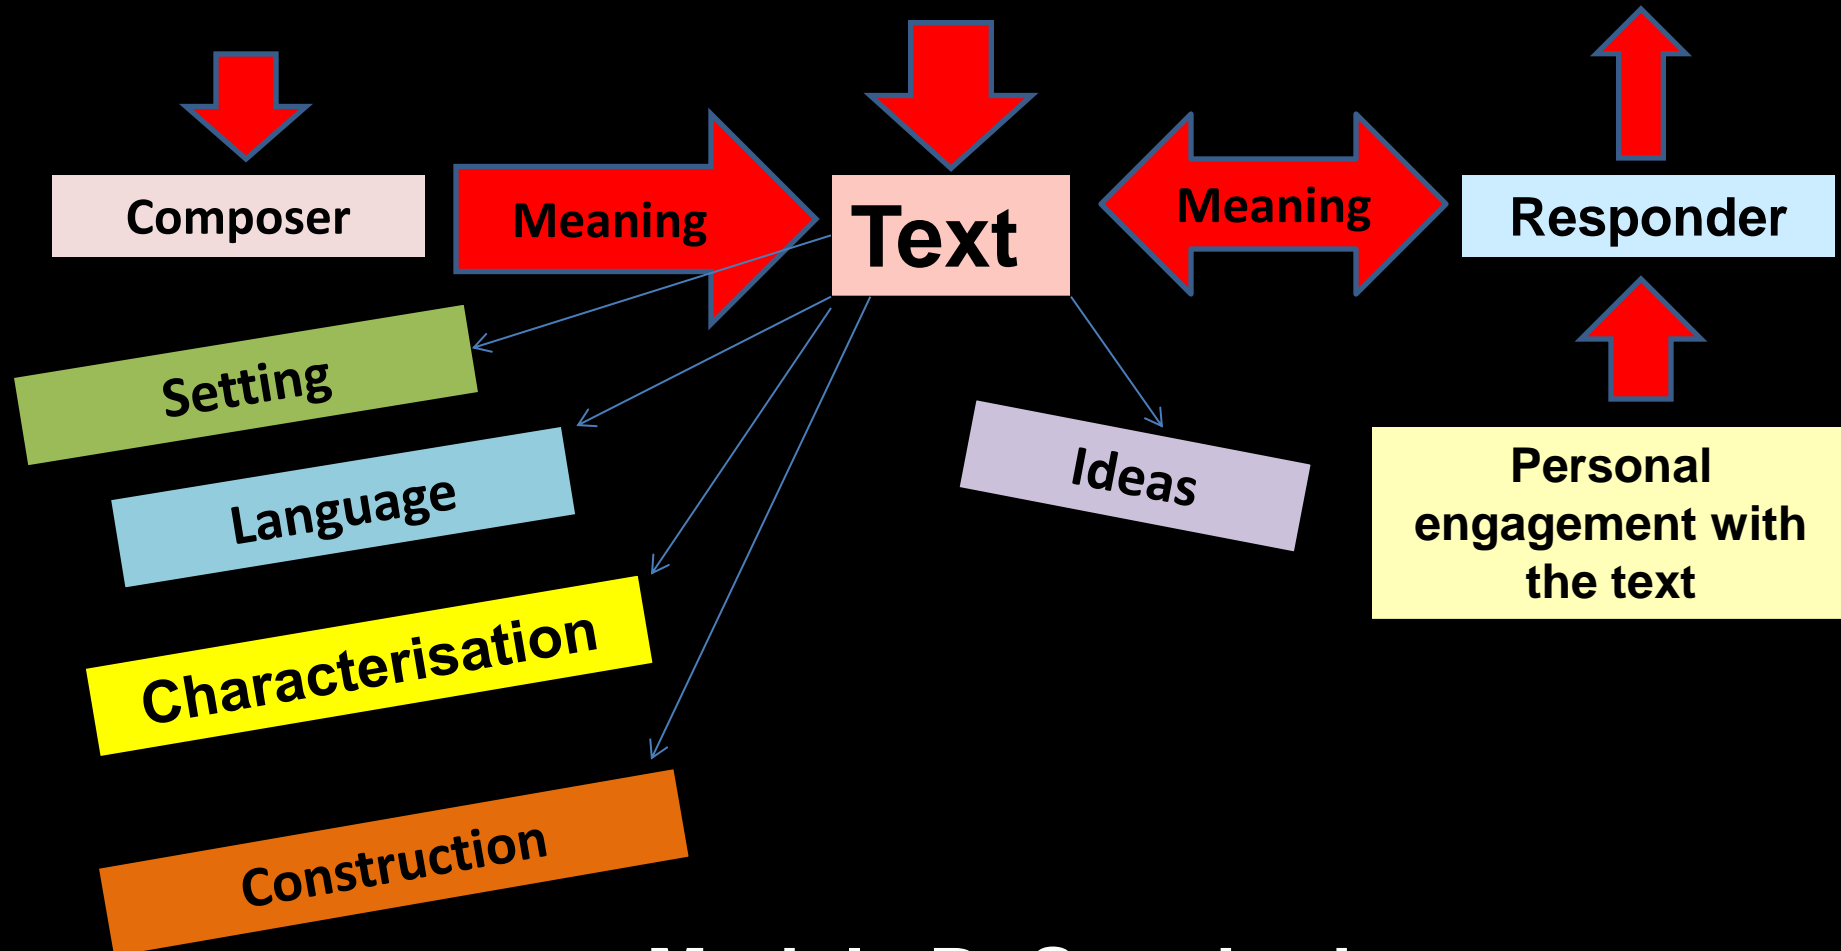 Composer
Meaning
Text
Meaning
Responder
Setting
Language
Characterisation
Construction
Ideas
Personal
engagement with
the text